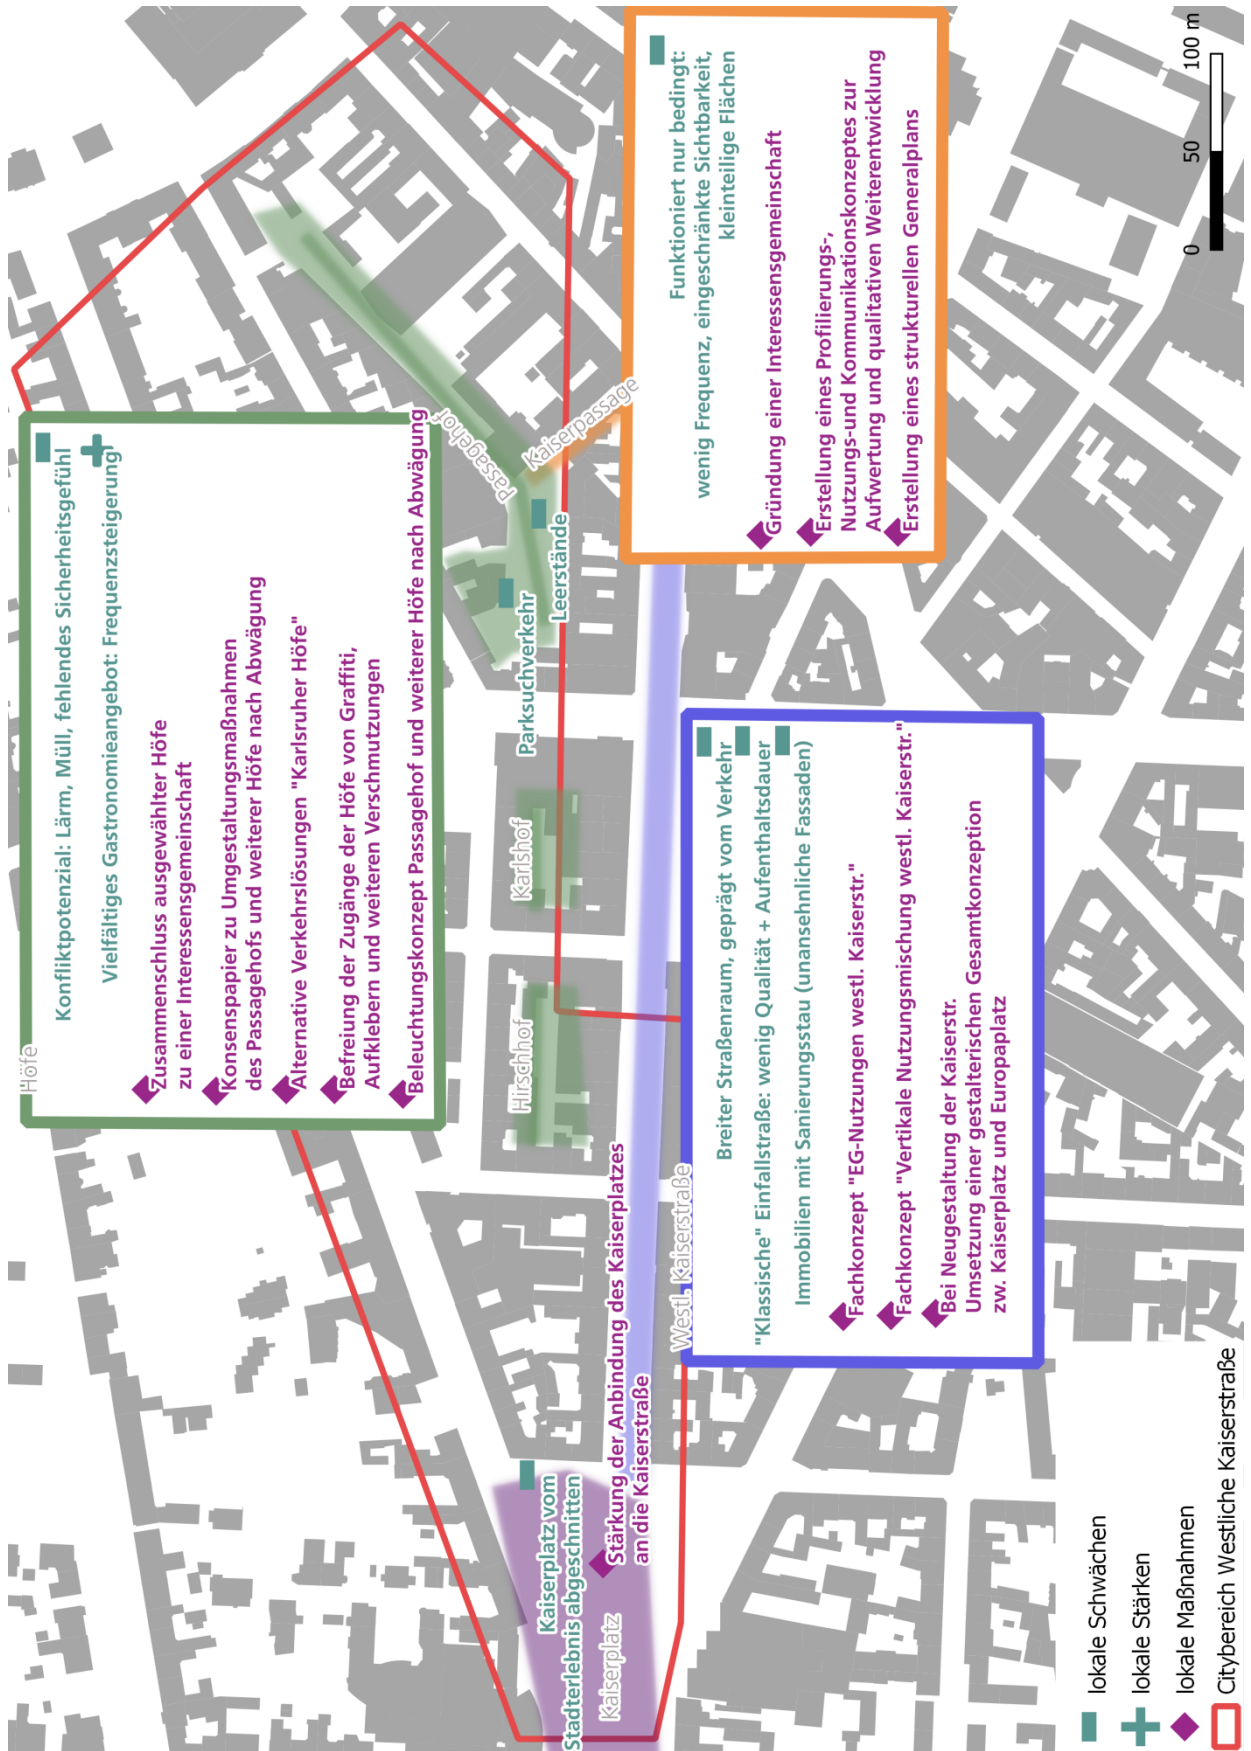 Höfe
Konfliktpotenzial: Lärm, Müll, fehlendes Sicherheitsgefühl
Vielfältiges Gastronomieangebot: Frequenzsteigerung
Zusammenschluss ausgewählter Höfe
zu einer Interessensgemeinschaft
Konsenspapier zu Umgestaltungsmaßnahmen
des Passagehofs und weiterer Höfe nach Abwägung
Alternative Verkehrslösungen "Karlsruher Höfe"
Befreiung der Zugänge der Höfe von Graffiti,
Aufklebern und weiteren Verschmutzungen
Beleuchtungskonzept Passagehof und weiterer Höfe nach Abwägung
Passagehof
Kaiserpassage
Leerstände
Parksuchverkehr
Karlshof
Hirschhof
Kaiserplatz vom
Stadterlebnis abgeschnitten
Kaiserplatz
Stärkung der Anbindung des Kaiserplatzes
an die Kaiserstraße
Westl. Kaiserstraße
Breiter Straßenraum, geprägt vom Verkehr
"Klassische" Einfallstraße: wenig Qualität + Aufenthaltsdauer
Immobilien mit Sanierungsstau (unansehnliche Fassaden)
Fachkonzept "EG-Nutzungen westl. Kaiserstr."
Fachkonzept "Vertikale Nutzungsmischung westl. Kaiserstr."
Bei Neugestaltung der Kaiserstr.
Umsetzung einer gestalterischen Gesamtkonzeption
zw. Kaiserplatz und Europaplatz
Funktioniert nur bedingt:
wenig Frequenz, eingeschränkte Sichtbarkeit,
kleinteilige Flächen
Gründung einer Interessensgemeinschaft
Erstellung eines Profilierungs-,
Nutzungs-und Kommunikationskonzeptes zur
Aufwertung und qualitativen Weiterentwicklung
Erstellung eines strukturellen Generalplans
lokale Schwächen
lokale Stärken
lokale Maßnahmen
Citybereich Westliche Kaiserstraße
0 50 100 m